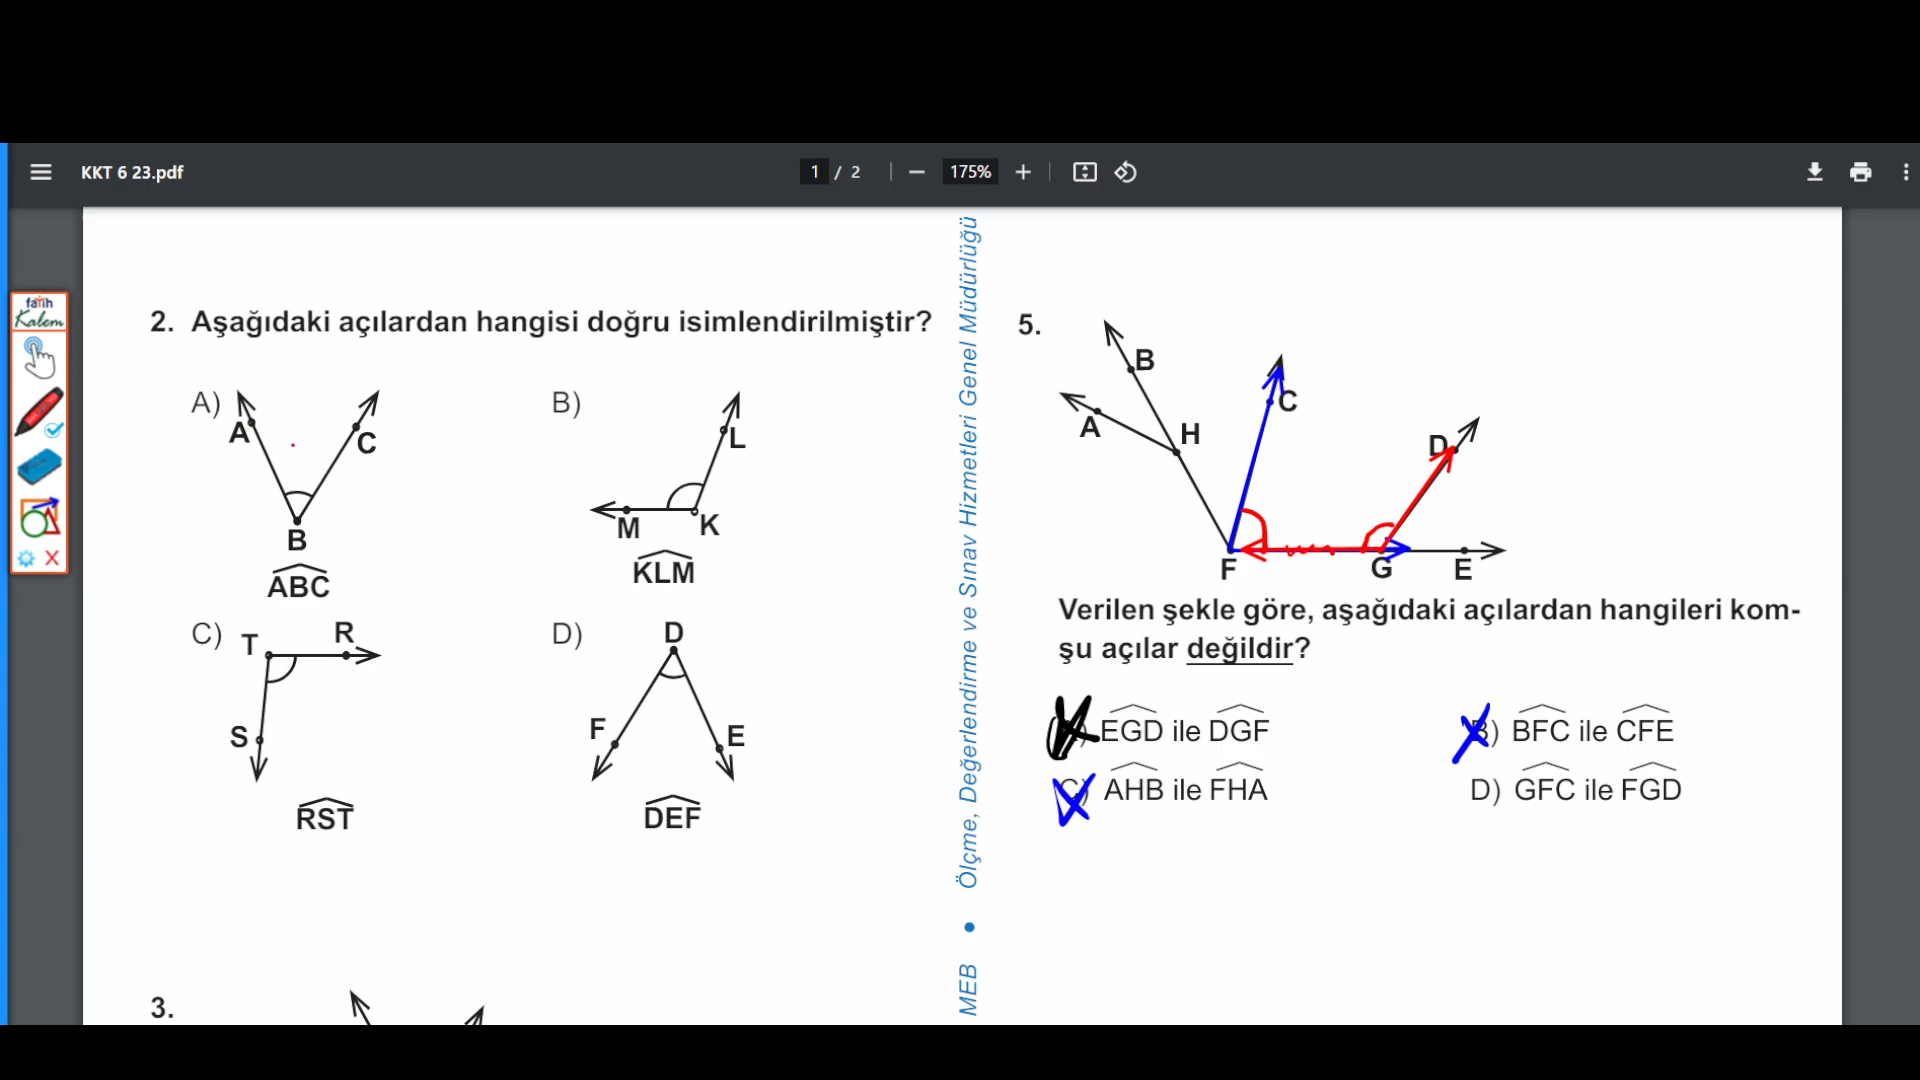 KKT 6 23.pdf
1 / 2
175%
fatih
Kalem
2. Aşağıdaki açılardan hangisi doğru isimlendirilmiştir?
A)
A
C
B
ABC
B)
L
M
K
KLM
C)
T
R
S
RST
D)
D
F
E
DEF
3.
MEB • Ölçme, Değerlendirme ve Sınav Hizmetleri Genel Müdürlüğü
5.
B
C
A
H
D
F
G
E
Verilen şekle göre, aşağıdaki açılardan hangileri kom-
şu açılar değildir?
A) EGD ile DGF
B) BFC ile CFE
C) AHB ile FHA
D) GFC ile FGD